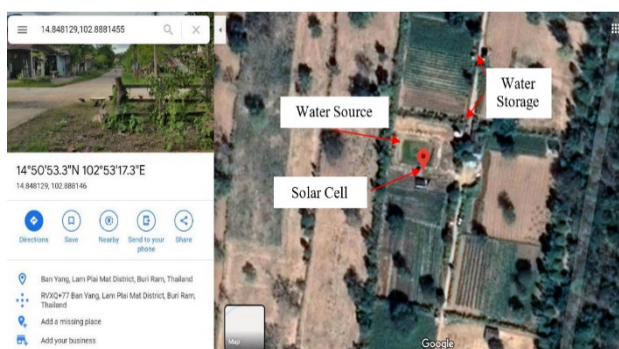 14.848129,102.8881455
14°50'53.3"N 102°53'17.3"E
14.848129, 102.888146
Directions
Save
Nearby
Send to your
phone
Share
Ban Yang, Lam Plai Mat District, Buri Ram, Thailand
RVXQ+77 Ban Yang, Lam Plai Mat District, Buri Ram,
Thailand
Add a missing place
Add your business
Water
Storage
Water Source
Solar Cell
Map
Google